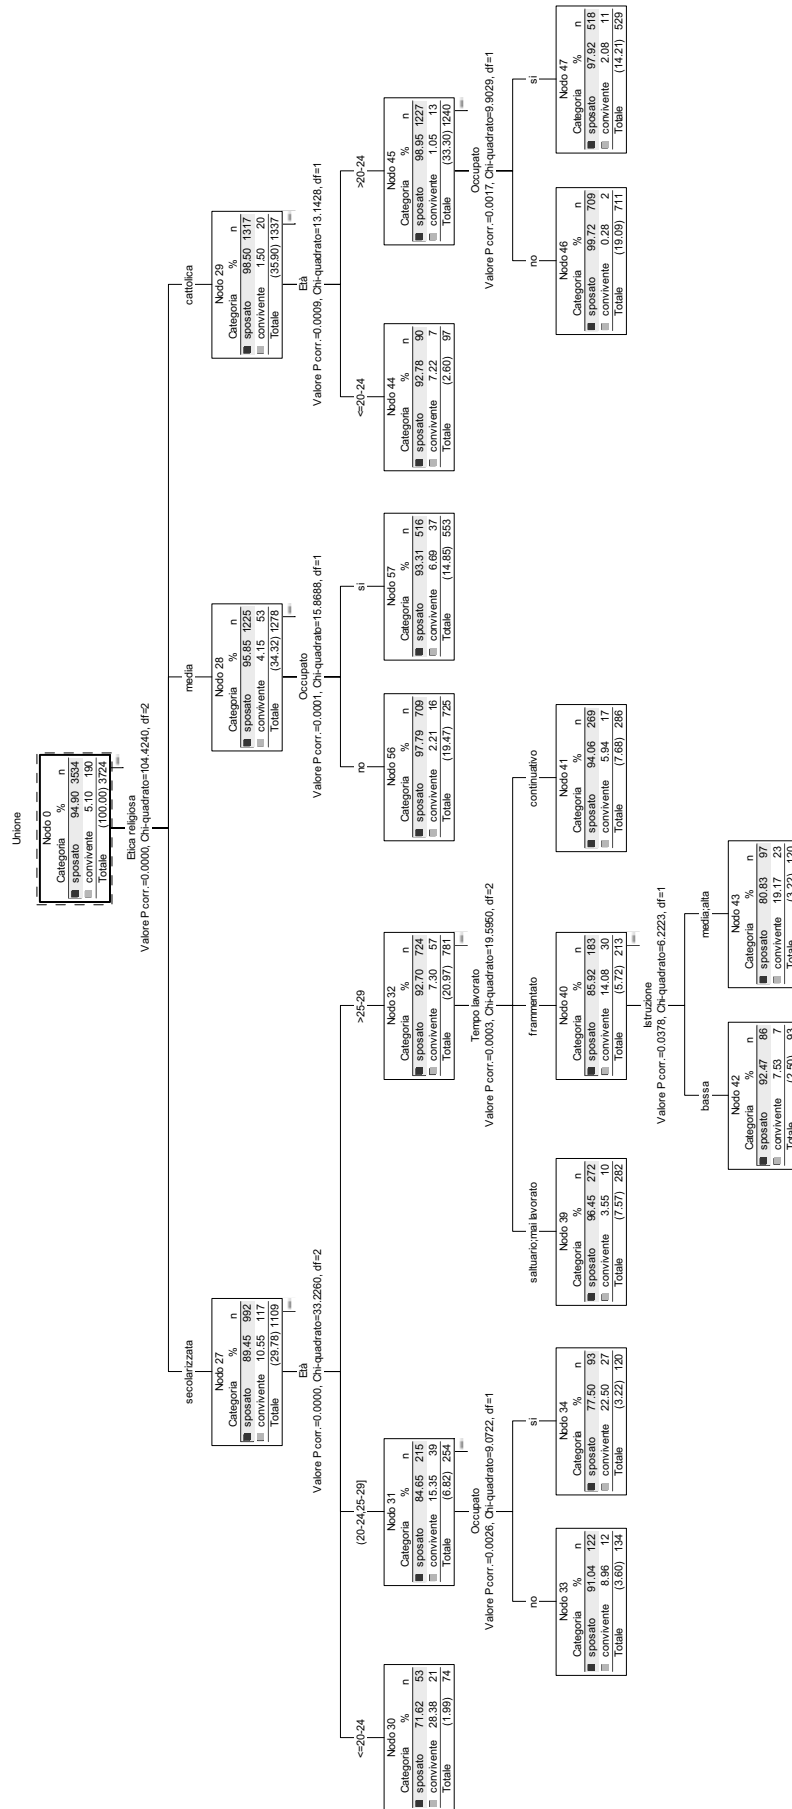 Unione
Nodo 0
Categoria % n
sposato 94.90 3534
convivente 5.10 190
Totale (100.00) 3724
Etica religiosa
Valore P corr.=0.0000, Chi-quadrato=104.4240, df=2
secolarizzata
Nodo 27
Categoria % n
sposato 89.45 992
convivente 10.55 117
Totale (29.78) 1109
Età
Valore P corr.=0.0000, Chi-quadrato=33.2260, df=2
media
Nodo 28
Categoria % n
sposato 95.85 1225
convivente 4.15 53
Totale (34.32) 1278
Occupato
Valore P corr.=0.0001, Chi-quadrato=15.8688, df=1
cattolica
Nodo 29
Categoria % n
sposato 98.50 1317
convivente 1.50 20
Totale (35.90) 1337
Età
Valore P corr.=0.0009, Chi-quadrato=13.1428, df=1
<=20-24
Nodo 30
Categoria % n
sposato 71.62 53
convivente 28.38 21
Totale (1.99) 74
(20-24,25-29]
Nodo 31
Categoria % n
sposato 84.65 215
convivente 15.35 39
Totale (6.82) 254
Occupato
Valore P corr.=0.0026, Chi-quadrato=9.0722, df=1
>25-29
Nodo 32
Categoria % n
sposato 92.70 724
convivente 7.30 57
Totale (20.97) 781
Tempo lavorato
Valore P corr.=0.0003, Chi-quadrato=19.5950, df=2
no
Nodo 56
Categoria % n
sposato 97.79 709
convivente 2.21 16
Totale (19.47) 725
si
Nodo 57
Categoria % n
sposato 93.31 516
convivente 6.69 37
Totale (14.85) 553
<=20-24
Nodo 44
Categoria % n
sposato 92.78 90
convivente 7.22 7
Totale (2.60) 97
>20-24
Nodo 45
Categoria % n
sposato 98.95 1227
convivente 1.05 13
Totale (33.30) 1240
Occupato
Valore P corr.=0.0017, Chi-quadrato=9.9029, df=1
no
Nodo 33
Categoria % n
sposato 91.04 122
convivente 8.96 12
Totale (3.60) 134
si
Nodo 34
Categoria % n
sposato 77.50 93
convivente 22.50 27
Totale (3.22) 120
saltuario;mai lavorato
Nodo 39
Categoria % n
sposato 96.45 272
convivente 3.55 10
Totale (7.57) 282
frammentato
Nodo 40
Categoria % n
sposato 85.92 183
convivente 14.08 30
Totale (5.72) 213
Istruzione
Valore P corr.=0.0378, Chi-quadrato=6.2223, df=1
continuativo
Nodo 41
Categoria % n
sposato 94.06 269
convivente 5.94 17
Totale (7.68) 286
no
Nodo 46
Categoria % n
sposato 99.72 709
convivente 0.28 2
Totale (19.09) 711
si
Nodo 47
Categoria % n
sposato 97.92 518
convivente 2.08 11
Totale (14.21) 529
bassa
Nodo 42
Categoria % n
sposato 92.47 86
convivente 7.53 7
Totale (2.50) 93
media;alta
Nodo 43
Categoria % n
sposato 80.83 97
convivente 19.17 23
Totale (3.22) 120